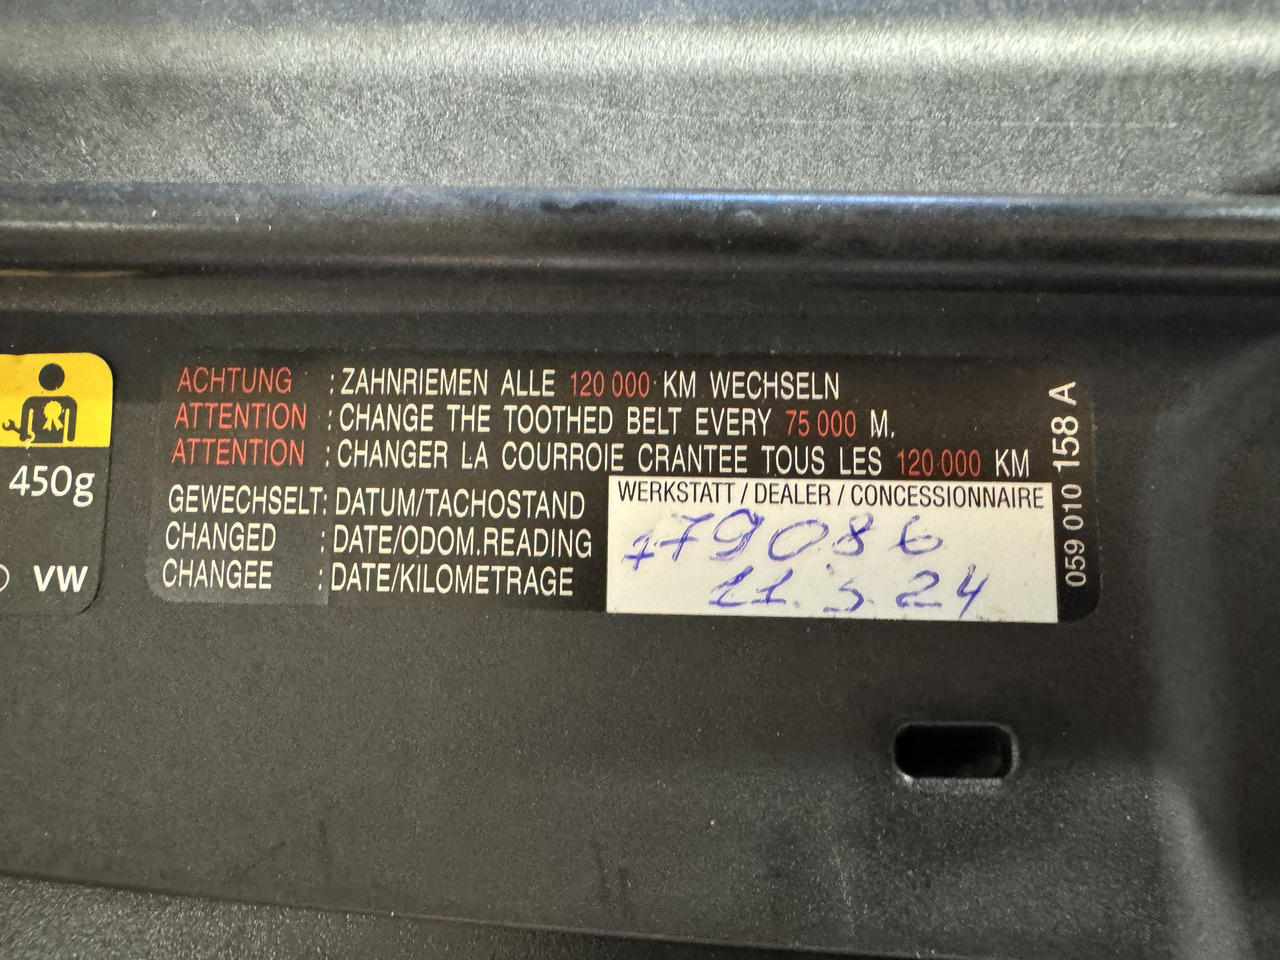 ACHTUNG : ZAHNRIEMEN ALLE 120 000 KM WECHSELN
ATTENTION : CHANGE THE TOOTHED BELT EVERY 75 000 M.
ATTENTION : CHANGER LA COURROIE CRANTEE TOUS LES 120 000 KM
GEWECHSELT: DATUM/TACHOSTAND
CHANGED : DATE/ODOM.READING
CHANGEE : DATE/KILOMETRAGE
WERKSTATT / DEALER / CONCESSIONNAIRE
179086
11.5.24
059 010 158 A
450g
VW